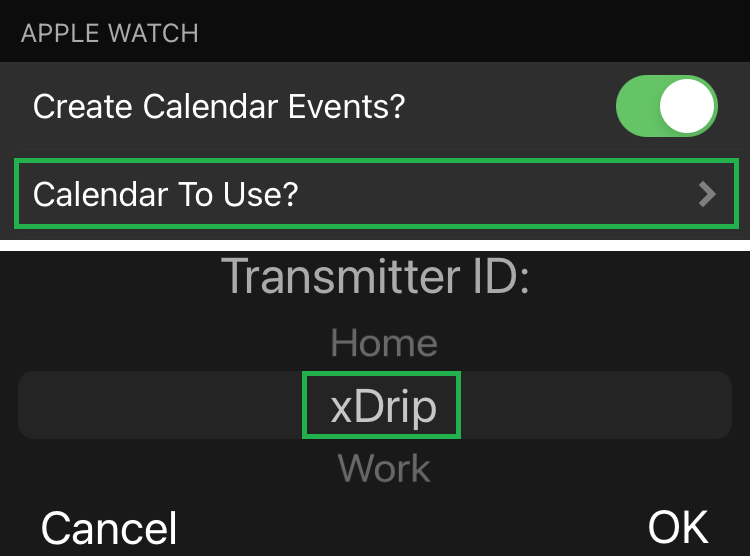 APPLE WATCH
Create Calendar Events?
Calendar To Use?
Transmitter ID:
Home
xDrip
Work
Cancel OK